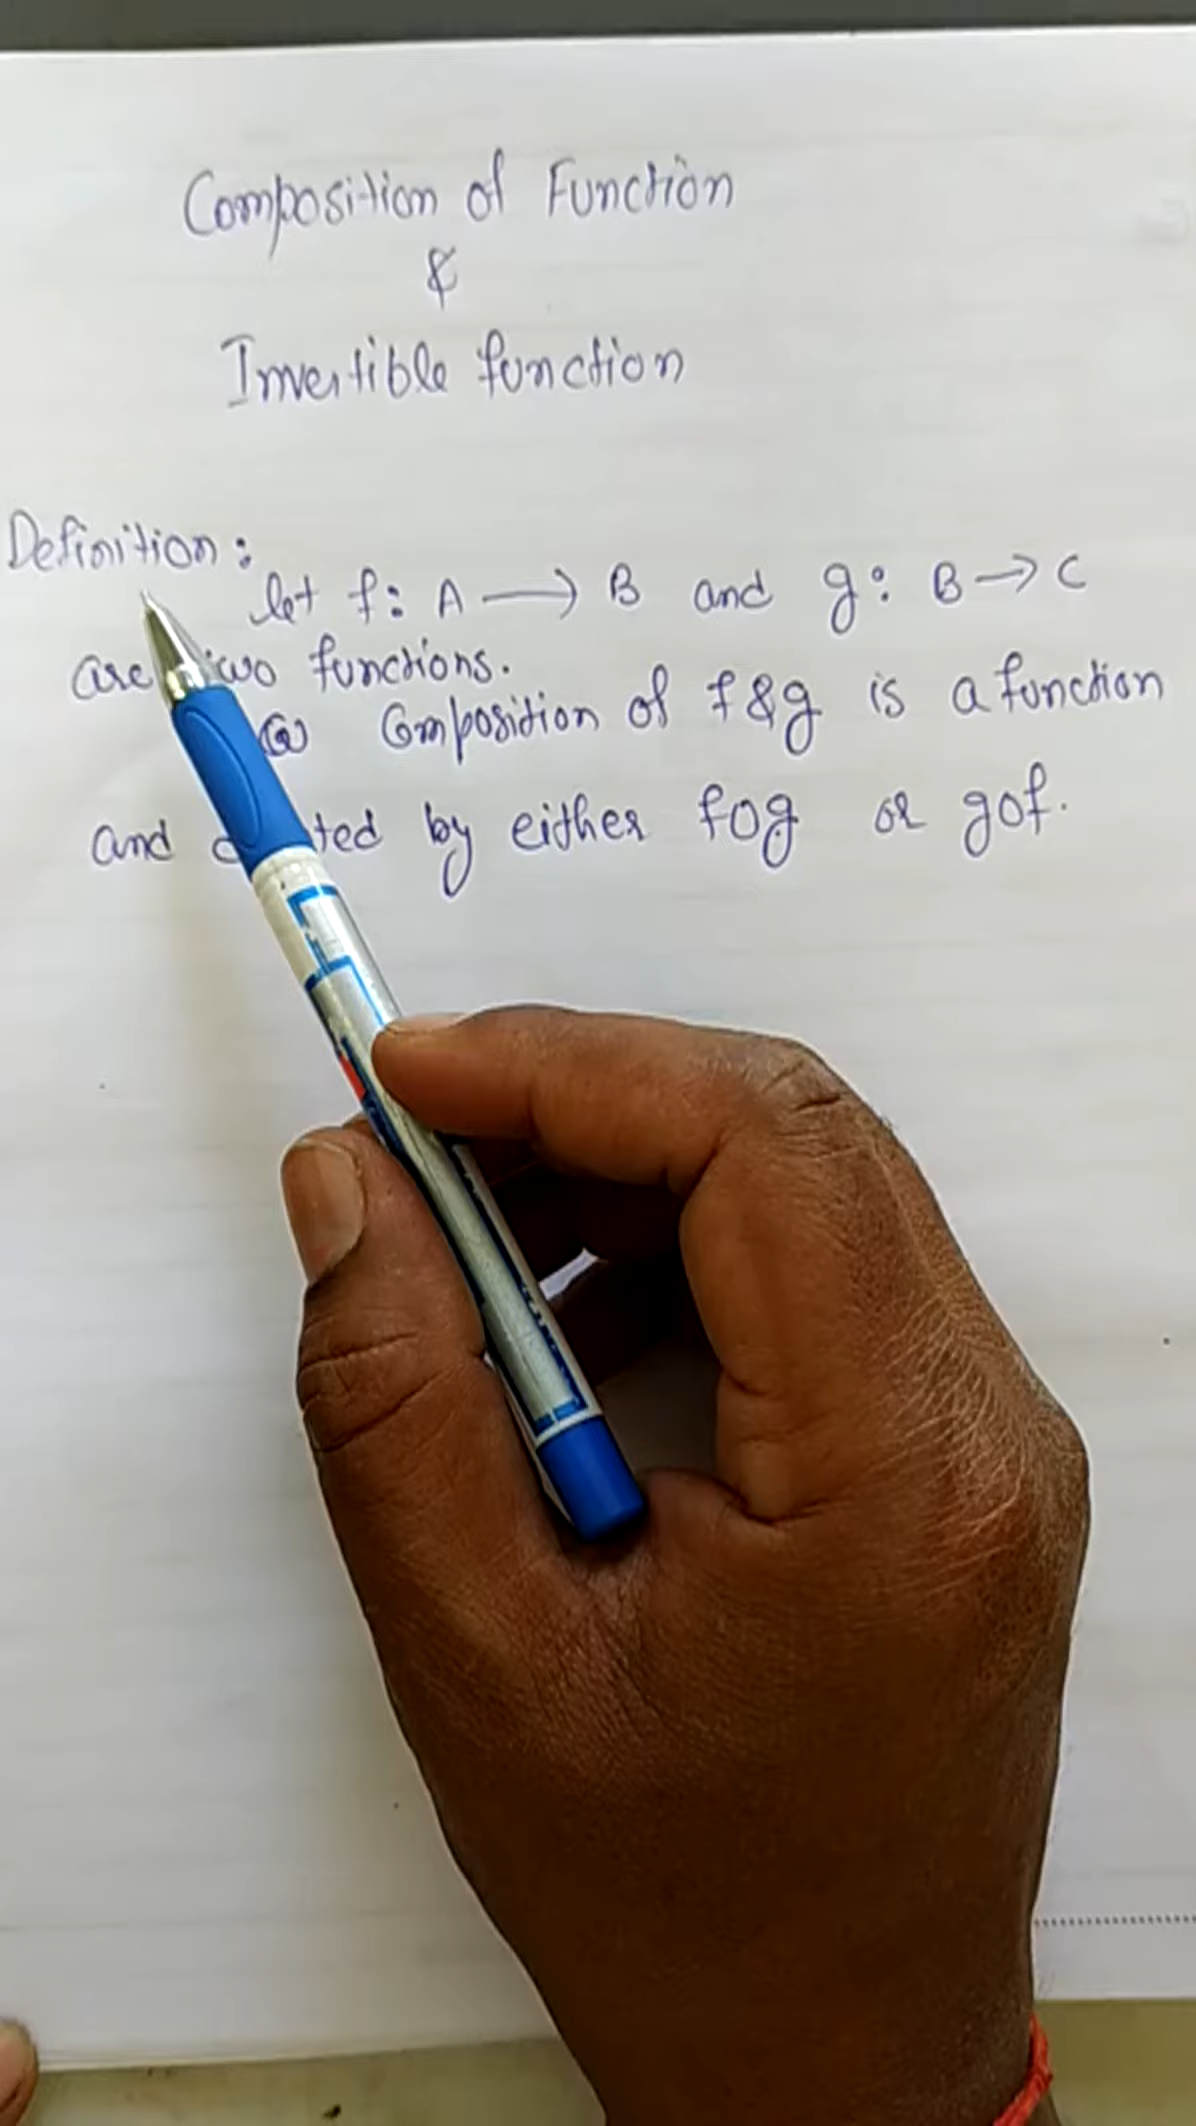 Composition of Function
&
Invertible function
Definition:
let f: A → B and g: B → C
are two functions.
Composition of f & g is a function
and by either fog or gof.